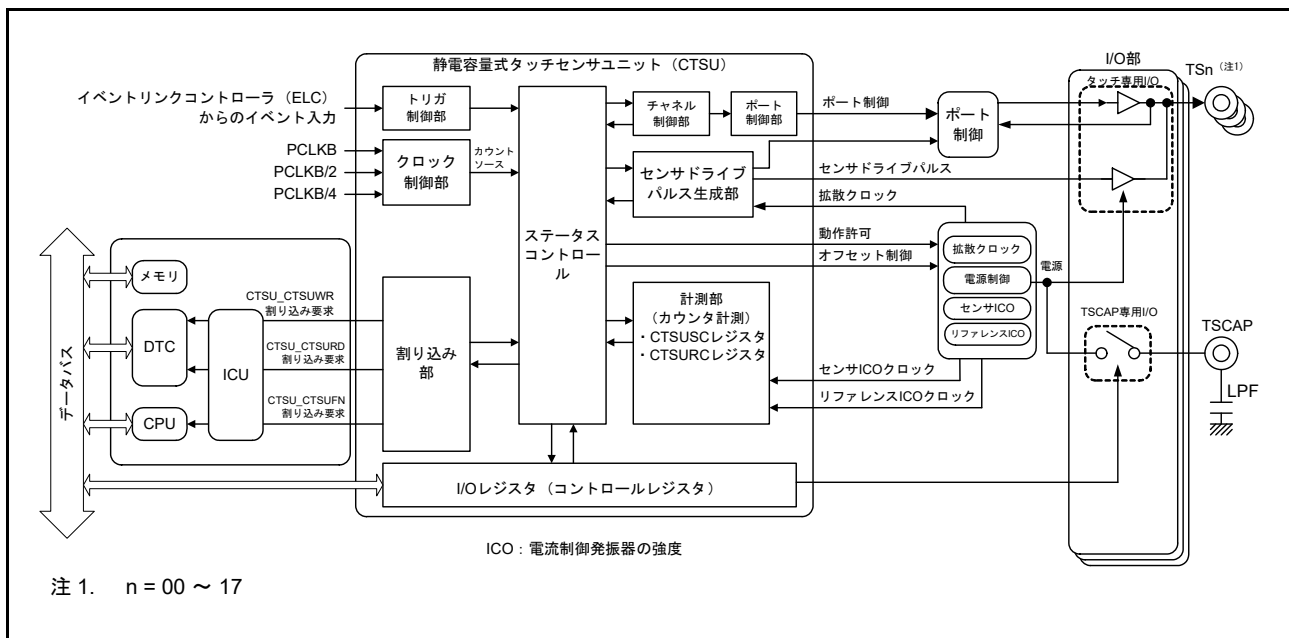 静電容量式タッチセンサユニット（CTSU）
イベントリンクコントローラ（ELC）
からのイベント入力
トリガ
制御部
PCLKB
PCLKB/2
PCLKB/4
クロック
制御部
カウント
ソース
ステータス
コントロー
ル
チャネル
制御部
ポート
制御部
ポート制御
ポート
制御
センサドライブ
パルス生成部
センサドライブパルス
拡散クロック
動作許可
オフセット制御
拡散クロック
電源制御
センサICO
リファレンスICO
電源
I/O部
タッチ専用I/O
TSn（注1）
TSCAP専用I/O
TSCAP
LPF
計測部
（カウンタ計測）
・CTSUSCレジスタ
・CTSURCレジスタ
センサICOクロック
リファレンスICOクロック
データバス
メモリ
DTC
CPU
ICU
CTSU_CTSUWR
割り込み要求
CTSU_CTSURD
割り込み要求
CTSU_CTSUFN
割り込み要求
割り込み
部
I/Oレジスタ（コントロールレジスタ）
ICO：電流制御発振器の強度
注 1. n = 00 ～ 17